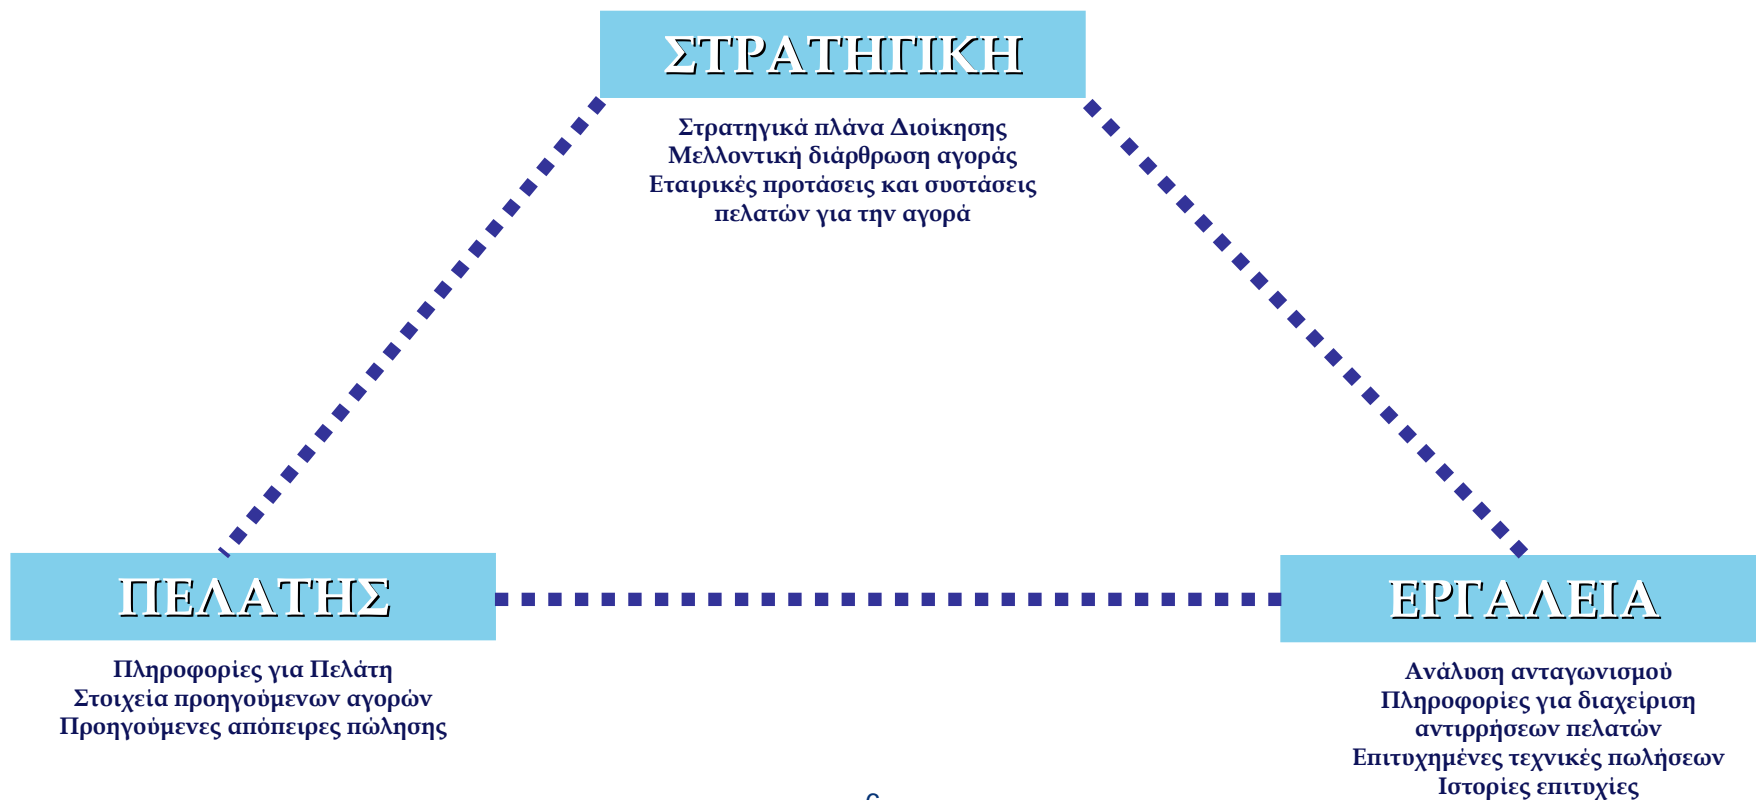 ΣΤΡΑΤΗΓΙΚΗ
Στρατηγικά πλάνα Διοίκησης
Μελλοντική διάρθρωση αγοράς
Εταιρικές προτάσεις και συστάσεις
πελατών για την αγορά
ΠΕΛΑΤΗΣ
Πληροφορίες για Πελάτη
Στοιχεία προηγούμενων αγορών
Προηγούμενες απόπειρες πώλησης
ΕΡΓΑΛΕΙΑ
Ανάλυση ανταγωνισμού
Πληροφορίες για διαχείριση
αντιρρήσεων πελατών
Επιτυχημένες τεχνικές πωλήσεων
Ιστορίες επιτυχίες